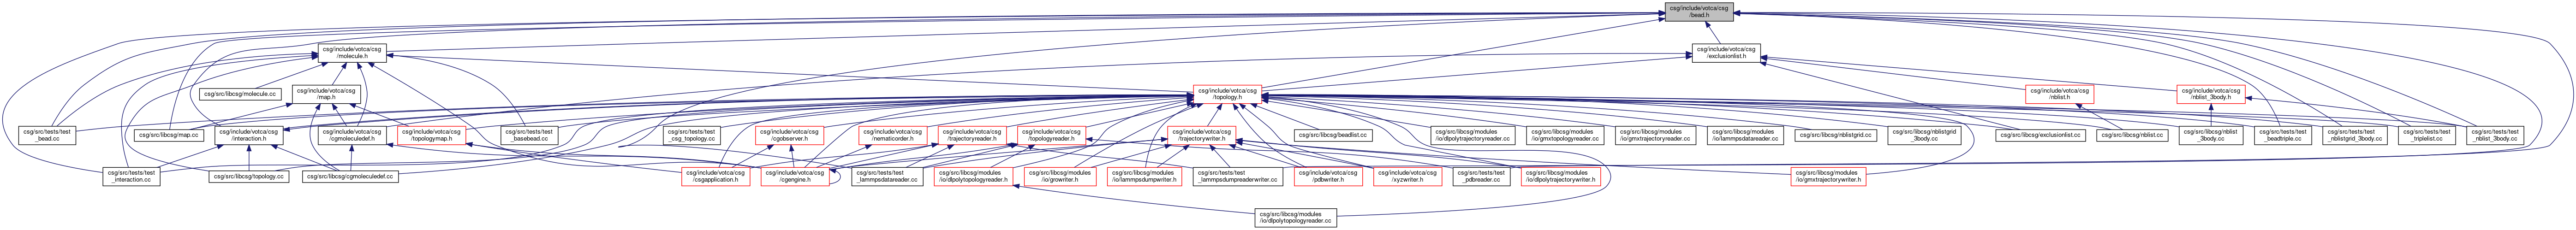 csg/include/votca/csg
/bead.h
csg/include/votca/csg
/molecule.h
csg/include/votca/csg
/exclusionlist.h
csg/src/libcsg/molecule.cc
csg/include/votca/csg
/map.h
csg/include/votca/csg
/topology.h
csg/include/votca/csg
/nblist.h
csg/include/votca/csg
/nblist_3body.h
csg/src/tests/test
_bead.cc
csg/src/libcsg/map.cc
csg/include/votca/csg
/interaction.h
csg/include/votca/csg
/cgmoleculedef.h
csg/include/votca/csg
/topologymap.h
csg/src/tests/test
_basebead.cc
csg/src/tests/test
_csg_topology.cc
csg/include/votca/csg
/cgobserver.h
csg/include/votca/csg
/nematicorder.h
csg/include/votca/csg
/trajectoryreader.h
csg/include/votca/csg
/topologyreader.h
csg/include/votca/csg
/trajectorywriter.h
csg/src/libcsg/beadlist.cc
csg/src/libcsg/modules
/io/dlpolytrajectoryreader.cc
csg/src/libcsg/modules
/io/gmxtopologyreader.cc
csg/src/libcsg/modules
/io/gmxtrajectoryreader.cc
csg/src/libcsg/modules
/io/lammpsdatareader.cc
csg/src/libcsg/nblistgrid.cc
csg/src/libcsg/nblistgrid
_3body.cc
csg/src/libcsg/exclusionlist.cc
csg/src/libcsg/nblist.cc
csg/src/libcsg/nblist
_3body.cc
csg/src/tests/test
_beadtriple.cc
csg/src/tests/test
_nblistgrid_3body.cc
csg/src/tests/test
_triplelist.cc
csg/src/tests/test
_nblist_3body.cc
csg/src/tests/test
_interaction.cc
csg/src/libcsg/topology.cc
csg/src/libcsg/cgmoleculedef.cc
csg/include/votca/csg
/csgapplication.h
csg/include/votca/csg
/cgengine.h
csg/src/tests/test
_lammpsdatareader.cc
csg/src/libcsg/modules
/io/dlpolytopologyreader.h
csg/src/libcsg/modules
/io/growriter.h
csg/src/libcsg/modules
/io/lammpsdumpwriter.h
csg/src/tests/test
_lammpsdumpreaderwriter.cc
csg/include/votca/csg
/pdbwriter.h
csg/include/votca/csg
/xyzwriter.h
csg/src/tests/test
_pdbreader.cc
csg/src/libcsg/modules
/io/dlpolytrajectorywriter.h
csg/src/libcsg/modules
/io/gmxtrajectorywriter.h
csg/src/libcsg/modules
/io/dlpolytopologyreader.cc